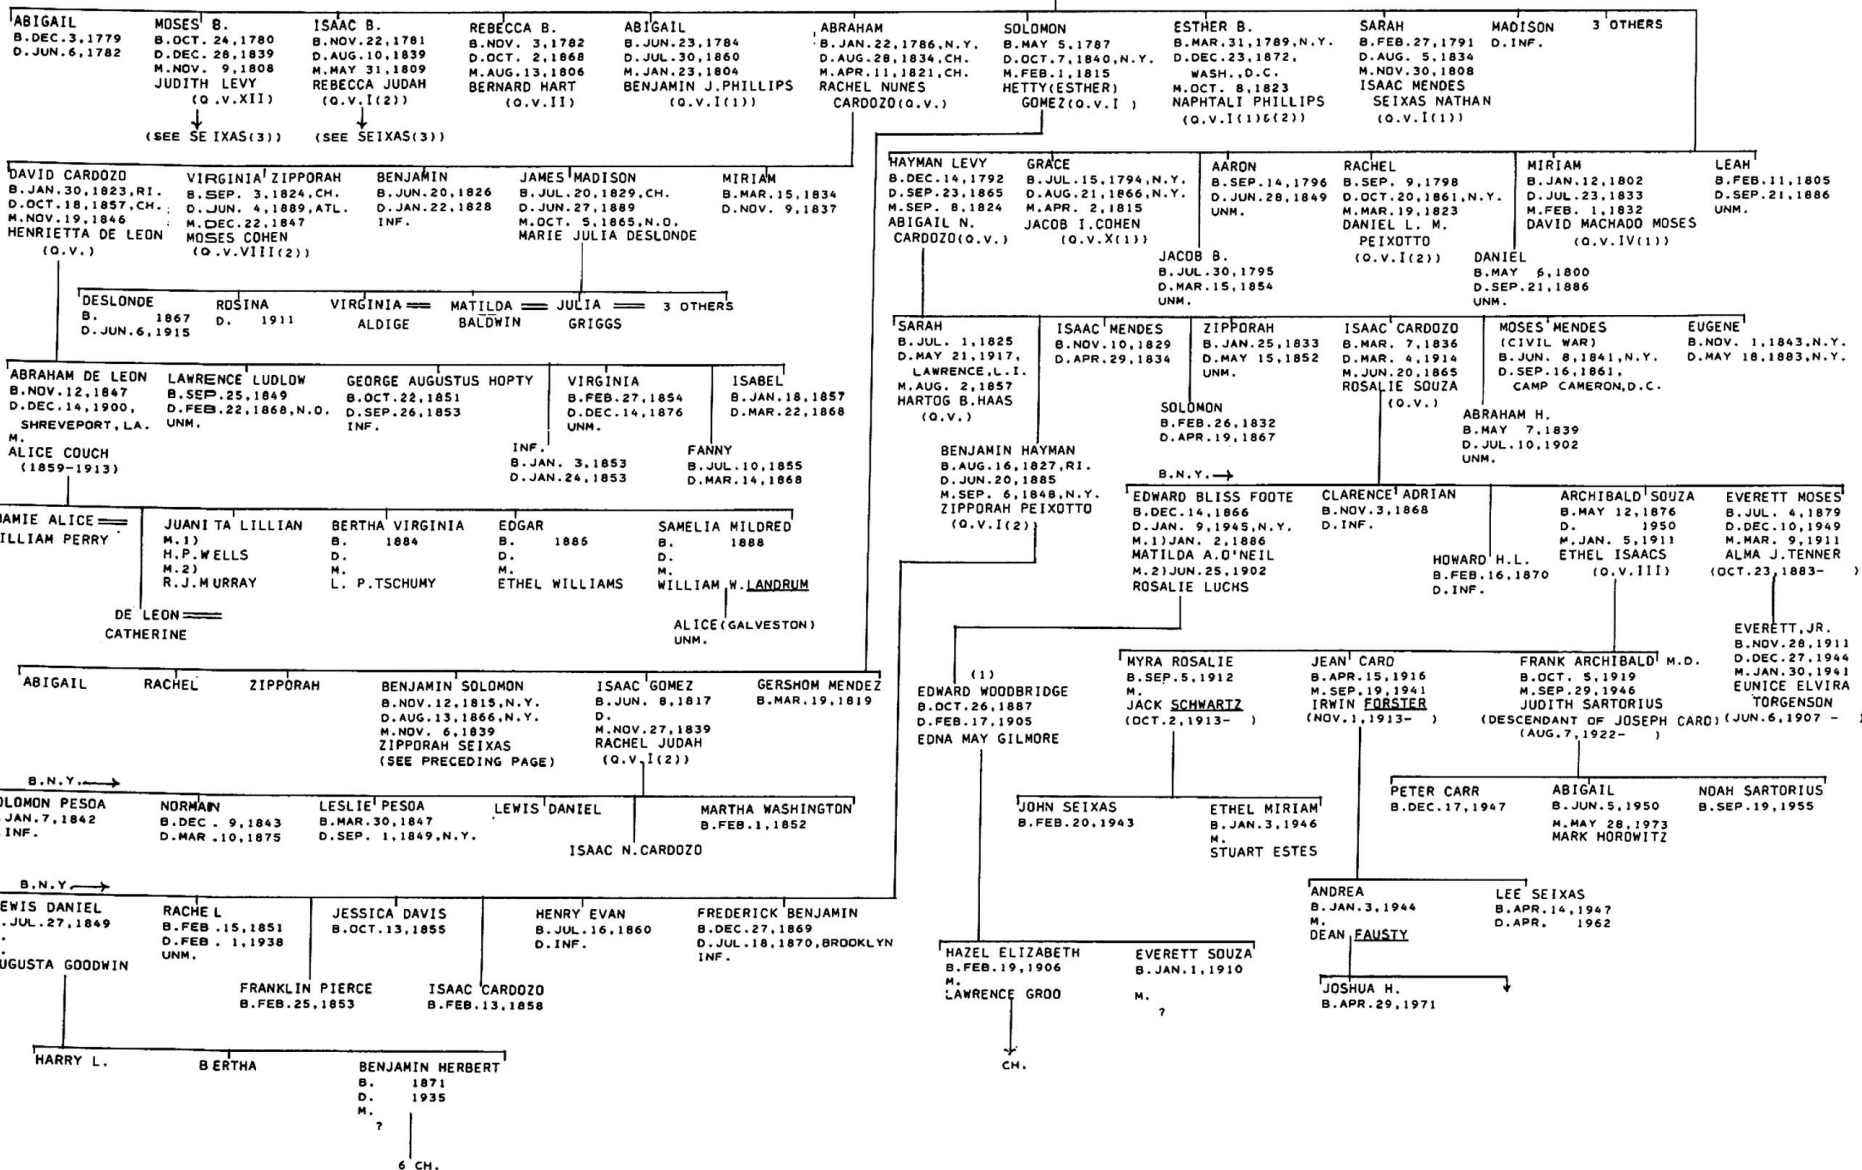 ABIGAIL
B.DEC.3,1779
D.JUN.6,1782
MOSES B.
B.OCT. 24,1780
D.DEC. 28,1839
M.NOV. 9,1808
JUDITH LEVY
(Q.V.XII)
(SEE SEIXAS(3))
ISAAC B.
B.NOV.22,1781
D.AUG.10,1839
M.MAY 31,1809
REBECCA JUDAH
(Q.V.I(2))
(SEE SEIXAS(3))
REBECCA B.
B.NOV. 3,1782
D.OCT. 2,1868
M.AUG.13,1806
BERNARD HART
(Q.V.II)
ABIGAIL
B.JUN.23,1784
D.JUL.30,1860
M.JAN.23,1804
BENJAMIN J.PHILLIPS
(Q.V.I(1))
ABRAHAM
B.JAN.22,1786,N.Y.
D.AUG.28,1834,CH.
M.APR.11,1821,CH.
RACHEL NUNES
CARDOZO(Q.V.)
SOLOMON
B.MAY 5,1787
D.OCT.7,1840,N.Y.
M.FEB.1,1815
HETTY(ESTHER)
GOMEZ(Q.V.I )
ESTHER B.
B.MAR.31,1789,N.Y.
D.DEC.23,1872,
WASH.,D.C.
M.OCT. 8,1823
NAPHTALI PHILLIPS
(Q.V.I(1)&(2))
SARAH
B.FEB.27,1791
D.AUG. 5,1834
M.NOV.30,1808
ISAAC MENDES
SEIXAS NATHAN
(Q.V.I(1))
MADISON
D.INF.
3 OTHERS
DAVID CARDOZO
B.JAN.30,1823,RI.
D.OCT.18,1857,CH.
M.NOV.19,1846
HENRIETTA DE LEON
(Q.V.)
VIRGINIA ZIPPORAH
B.SEP. 3,1824,CH.
D.JUN. 4,1889,ATL.
M.DEC.22,1847
MOSES COHEN
(Q.V.VIII(2))
BENJAMIN
B.JUN.20,1826
D.JAN.22,1828
INF.
JAMES MADISON
B.JUL.20,1829,CH.
D.JUN.27,1889
M.OCT. 5,1865,N.O.
MARIE JULIA DESLONDE
MIRIAM
B.MAR.15,1834
D.NOV. 9,1837
HAYMAN LEVY
B.DEC.14,1792
D.SEP.23,1865
M.SEP. 8,1824
ABIGAIL N.
CARDOZO(Q.V.)
GRACE
B.JUL.15,1794,N.Y.
D.AUG.21,1866,N.Y.
M.APR. 2,1815
JACOB I.COHEN
(Q.V.X(1))
JACOB B.
B.JUL.30,1795
D.MAR.15,1854
UNM.
AARON
B.SEP.14,1796
D.JUN.28,1849
UNM.
RACHEL
B.SEP. 9,1798
D.OCT.20,1861,N.Y.
M.MAR.19,1823
DANIEL L. M.
PEIXOTTO
(Q.V.I(2))
DANIEL
B.MAY 6,1800
D.SEP.21,1886
UNM.
MIRIAM
B.JAN.12,1802
D.JUL.23,1833
M.FEB. 1,1832
DAVID MACHADO MOSES
(Q.V.IV(1))
LEAH
B.FEB.11,1805
D.SEP.21,1886
UNM.
DESLONDE
B. 1867
D.JUN.6,1915
ROSINA
D. 1911
VIRGINIA ══
ALDIGE
MATILDA ══
BALDWIN
JULIA ══
GRIGGS
3 OTHERS
SARAH
B.JUL. 1,1825
D.MAY 21,1917,
LAWRENCE,L.I.
M.AUG. 2,1857
HARTOG B.HAAS
(Q.V.)
BENJAMIN HAYMAN
B.AUG.16,1827,RI.
D.JUN.20,1885
M.SEP. 6,1848,N.Y.
ZIPPORAH PEIXOTTO
(Q.V.I(2))
ISAAC MENDES
B.NOV.10,1829
D.APR.29,1834
SOLOMON
B.FEB.26,1832
D.APR.19,1867
ZIPPORAH
B.JAN.25,1833
D.MAY 15,1852
UNM.
ISAAC CARDOZO
B.MAR. 7,1836
D.MAR. 4,1914
M.JUN.20,1865
ROSALIE SOUZA
(Q.V.)
ABRAHAM H.
B.MAY 7,1839
D.JUL.10,1902
UNM.
MOSES MENDES
(CIVIL WAR)
B.JUN. 8,1841,N.Y.
D.SEP.16,1861,
CAMP CAMERON,D.C.
EUGENE
B.NOV. 1,1843,N.Y.
D.MAY 18,1883,N.Y.
ABRAHAM DE LEON
B.NOV.12,1847
D.DEC.14,1900,
SHREVEPORT,LA.
M.
ALICE COUCH
(1859-1913)
LAWRENCE LUDLOW
B.SEP.25,1849
D.FEB.22,1868,N.O.
UNM.
GEORGE AUGUSTUS HOPTY
B.OCT.22,1851
D.SEP.26,1853
INF.
INF.
B.JAN. 3,1853
D.JAN.24,1853
VIRGINIA
B.FEB.27,1854
D.DEC.14,1876
UNM.
FANNY
B.JUL.10,1855
D.MAR.14,1868
ISABEL
B.JAN.18,1857
D.MAR.22,1868
B.N.Y.→
EDWARD BLISS FOOTE
B.DEC.14,1866
D.JAN. 9,1945,N.Y.
M.1)JAN. 2,1886
MATILDA A.O'NEIL
M.2)JUN.25,1902
ROSALIE LUCHS
CLARENCE ADRIAN
B.NOV.3,1868
D.INF.
HOWARD H.L.
B.FEB.16,1870
D.INF.
ARCHIBALD SOUZA
B.MAY 12,1876
D. 1950
M.JAN. 5,1911
ETHEL ISAACS
(Q.V.III)
EVERETT MOSES
B.JUL. 4,1879
D.DEC.10,1949
M.MAR. 9,1911
ALMA J.TENNER
(OCT.23,1883- )
AMIE ALICE ══
ILLIAM PERRY
DE LEON ══
CATHERINE
JUANITA LILLIAN
M.1)
H.P.WELLS
M.2)
R.J.MURRAY
BERTHA VIRGINIA
B. 1884
D.
M.
L. P.TSCHUMY
EDGAR
B. 1886
D.
M.
ETHEL WILLIAMS
SAMELIA MILDRED
B. 1888
D.
M.
WILLIAM W.LANDRUM
ALICE(GALVESTON)
UNM.
EVERETT,JR.
B.NOV.28,1911
D.DEC.27,1944
M.JAN.30,1941
EUNICE ELVIRA
TORGENSON
(JUN.6,1907 - )
(1)
EDWARD WOODBRIDGE
B.OCT.26,1887
D.FEB.17,1905
EDNA MAY GILMORE
MYRA ROSALIE
B.SEP.5,1912
M.
JACK SCHWARTZ
(OCT.2,1913- )
JEAN CARO
B.APR.15,1916
M.SEP.19,1941
IRWIN FORSTER
(NOV.1,1913- )
FRANK ARCHIBALD M.D.
B.OCT. 5,1919
M.SEP.29,1946
JUDITH SARTORIUS
(DESCENDANT OF JOSEPH CARO)
(AUG.7,1922- )
ABIGAIL
RACHEL
ZIPPORAH
BENJAMIN SOLOMON
B.NOV.12,1815,N.Y.
D.AUG.13,1866,N.Y.
M.NOV. 6,1839
ZIPPORAH SEIXAS
(SEE PRECEDING PAGE)
ISAAC GOMEZ
B.JUN. 8,1817
D.
M.NOV.27,1839
RACHEL JUDAH
(Q.V.I(2))
GERSHOM MENDEZ
B.MAR.19,1819
B.N.Y.→
OLOMON PESOA
JAN.7,1842
INF.
NORMAN
B.DEC. 9,1843
D.MAR.10,1875
LESLIE PESOA
B.MAR.30,1847
D.SEP. 1,1849,N.Y.
LEWIS DANIEL
ISAAC N.CARDOZO
MARTHA WASHINGTON
B.FEB.1,1852
JOHN SEIXAS
B.FEB.20,1943
ETHEL MIRIAM
B.JAN.3,1946
M.
STUART ESTES
PETER CARR
B.DEC.17,1947
ABIGAIL
B.JUN.5,1950
M.MAY 28,1973
MARK HOROWITZ
NOAH SARTORIUS
B.SEP.19,1955
B.N.Y.→
EWIS DANIEL
.JUL.27,1849
.
UGUSTA GOODWIN
RACHEL
B.FEB.15,1851
D.FEB. 1,1938
UNM.
FRANKLIN PIERCE
B.FEB.25,1853
JESSICA DAVIS
B.OCT.13,1855
ISAAC CARDOZO
B.FEB.13,1858
HENRY EVAN
B.JUL.16,1860
D.INF.
FREDERICK BENJAMIN
B.DEC.27,1869
D.JUL.18,1870,BROOKLYN
INF.
ANDREA
B.JAN.3,1944
M.
DEAN FAUSTY
LEE SEIXAS
B.APR.14,1947
D.APR. 1962
HAZEL ELIZABETH
B.FEB.19,1906
M.
LAWRENCE GROO
CH.
EVERETT SOUZA
B.JAN.1,1910
M.
?
JOSHUA H.
B.APR.29,1971
HARRY L.
BERTHA
BENJAMIN HERBERT
B. 1871
D. 1935
M.
?
6 CH.